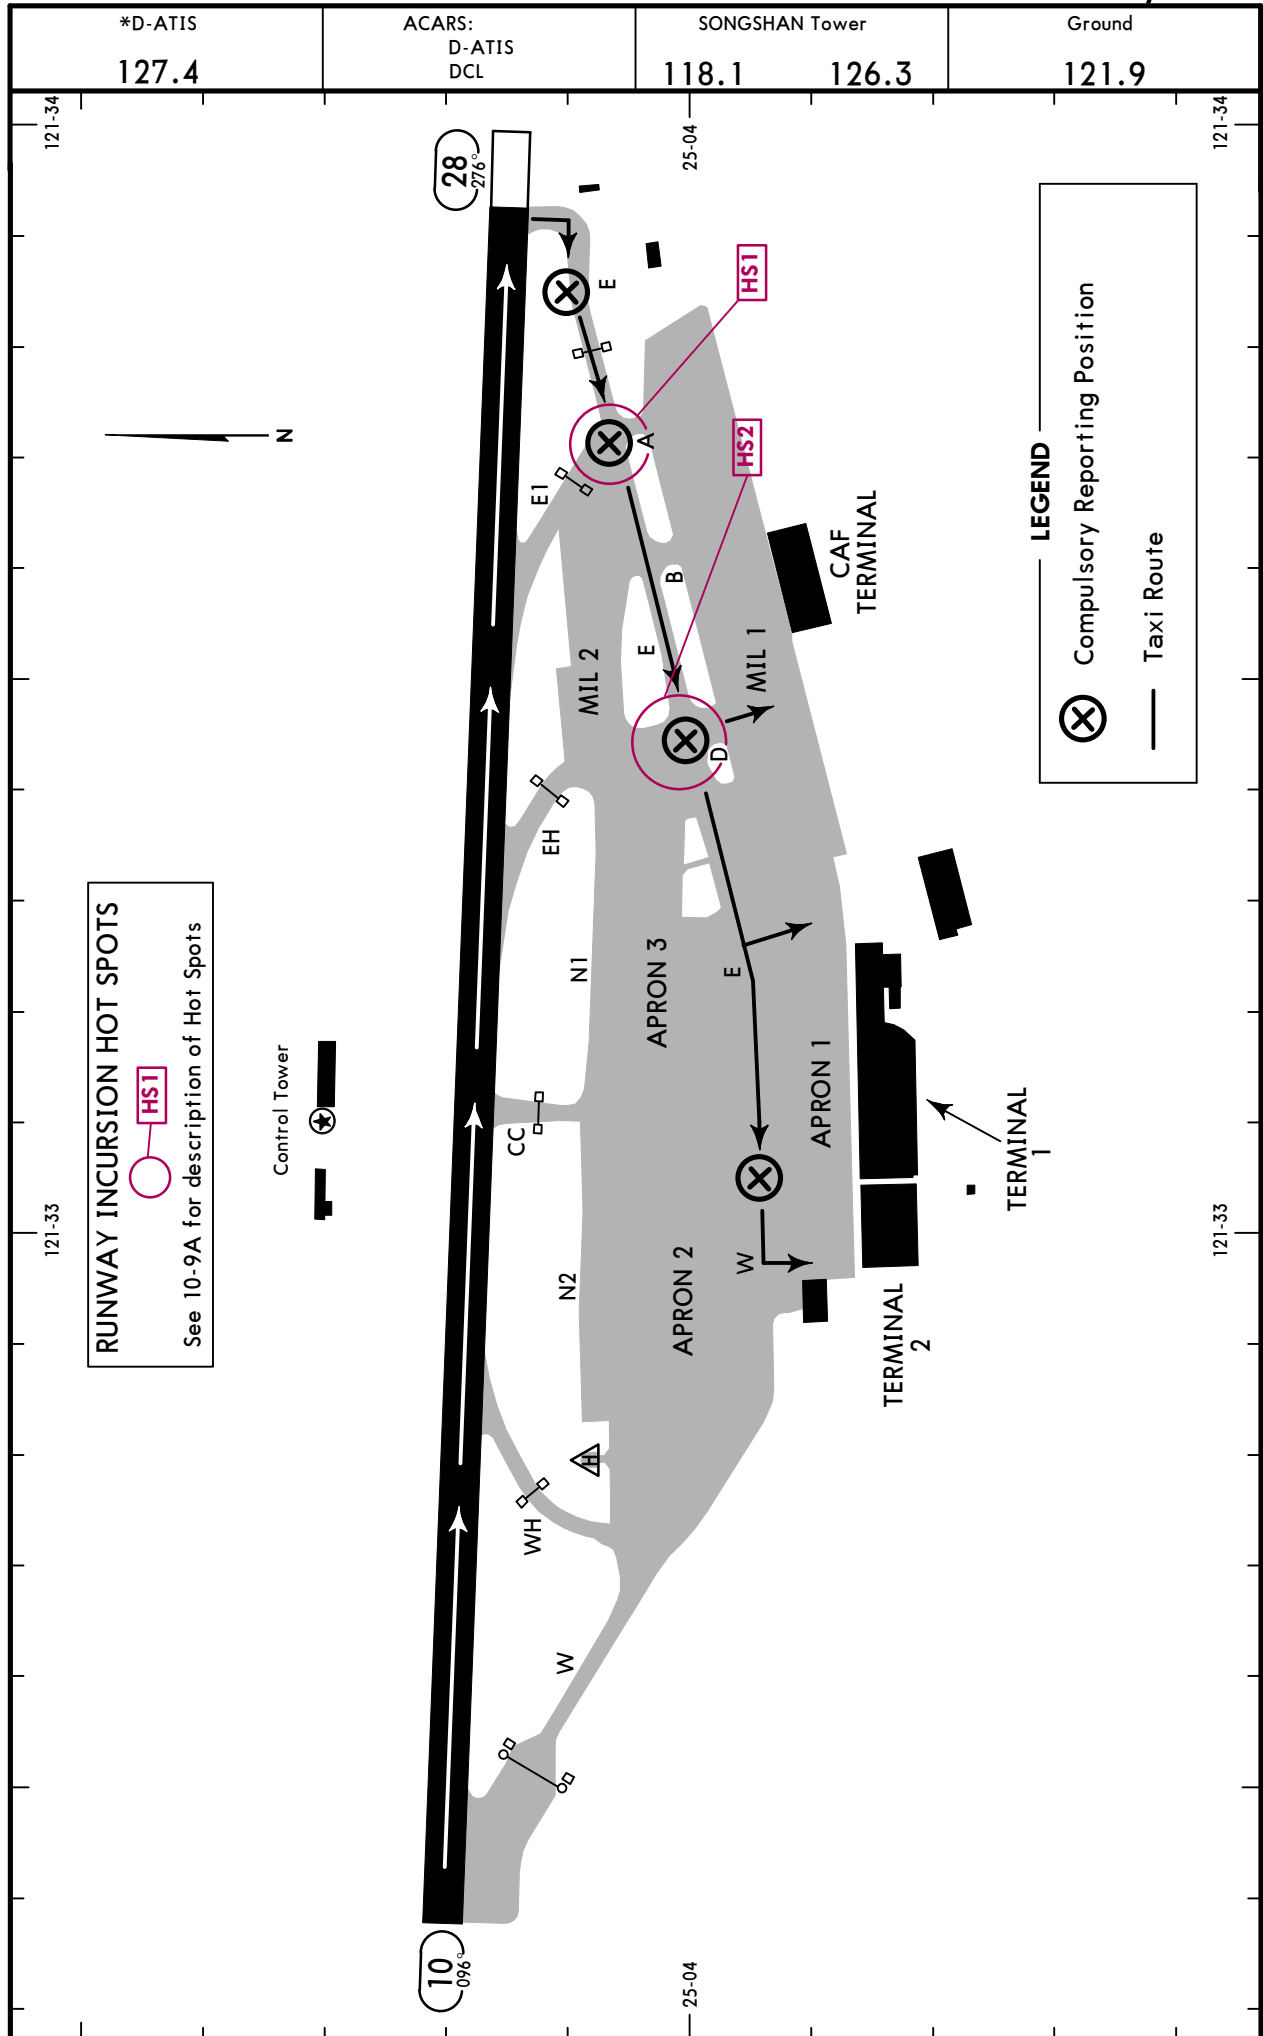 *D-ATIS
127.4
ACARS:
D-ATIS
DCL
SONGSHAN Tower
118.1 126.3
Ground
121.9
121-34
25-04
121-34
28
276°
HS1
E
A
HS2
E1
N
B
CAF
TERMINAL
E
MIL 2
MIL 1
D
EH
LEGEND
Compulsory Reporting Position
Taxi Route
RUNWAY INCURSION HOT SPOTS
HS1
See 10-9A for description of Hot Spots
N1
APRON 3
E
Control Tower
CC
APRON 1
TERMINAL
1
121-33
121-33
N2
APRON 2
W
TERMINAL
2
H
WH
W
10
096°
25-04